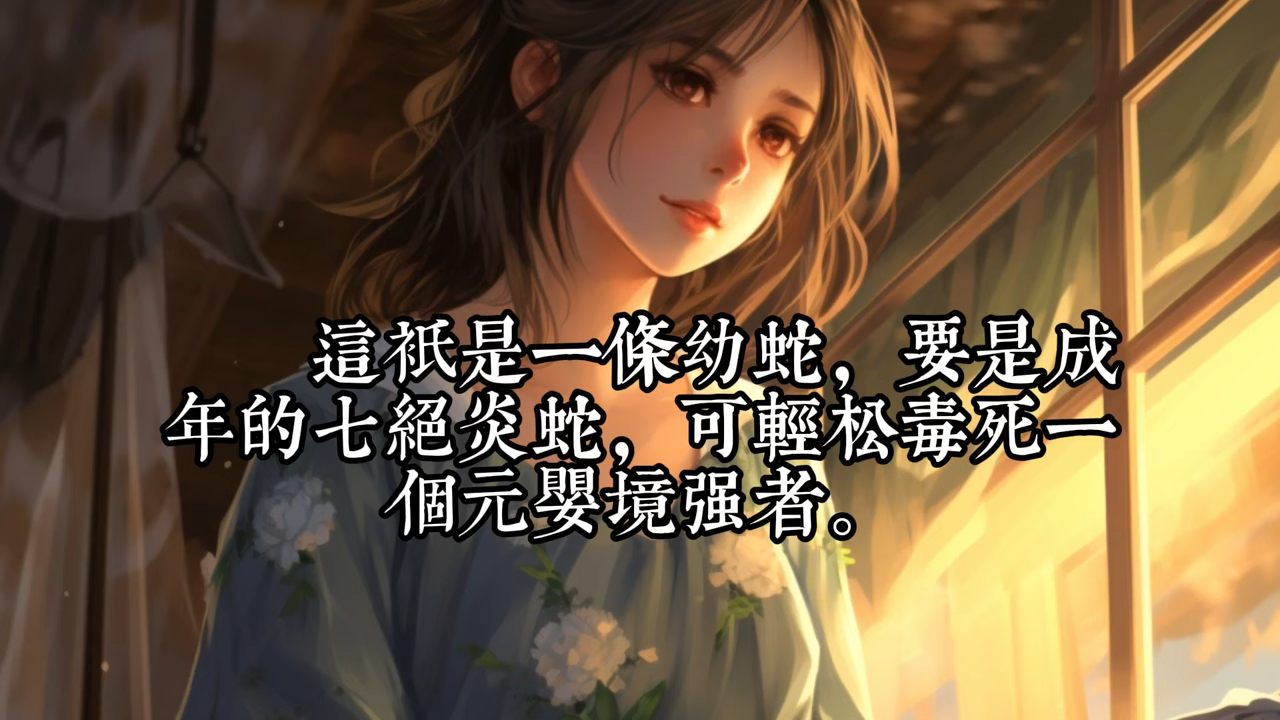 這衹是一條幼蛇，要是成
年的七絕炎蛇，可輕松毒死一
個元嬰境强者。